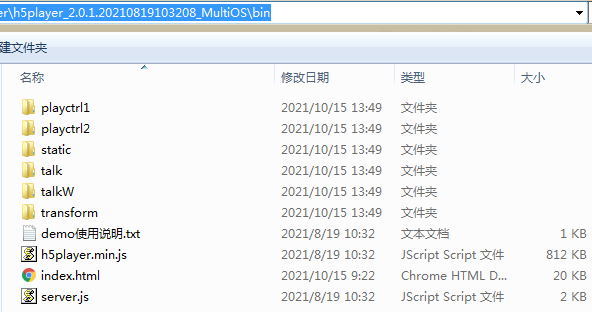 er\h5player_2.0.1.20210819103208_MultiOS\bin
建文件夹
名称 修改日期 类型 大小
playctrl1 2021/10/15 13:49 文件夹
playctrl2 2021/10/15 13:49 文件夹
static 2021/10/15 13:49 文件夹
talk 2021/10/15 13:49 文件夹
talkW 2021/10/15 13:49 文件夹
transform 2021/10/15 13:49 文件夹
demo使用说明.txt 2021/8/19 10:32 文本文档 1 KB
h5player.min.js 2021/8/19 10:32 JScript Script 文件 812 KB
index.html 2021/10/15 9:22 Chrome HTML D... 20 KB
server.js 2021/8/19 10:32 JScript Script 文件 2 KB